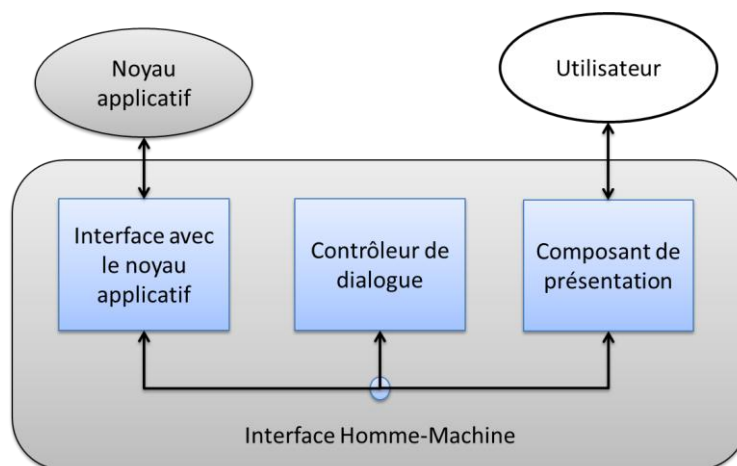 Noyau
applicatif
Utilisateur
Interface avec
le noyau
applicatif
Contrôleur de
dialogue
Composant de
présentation
Interface Homme-Machine